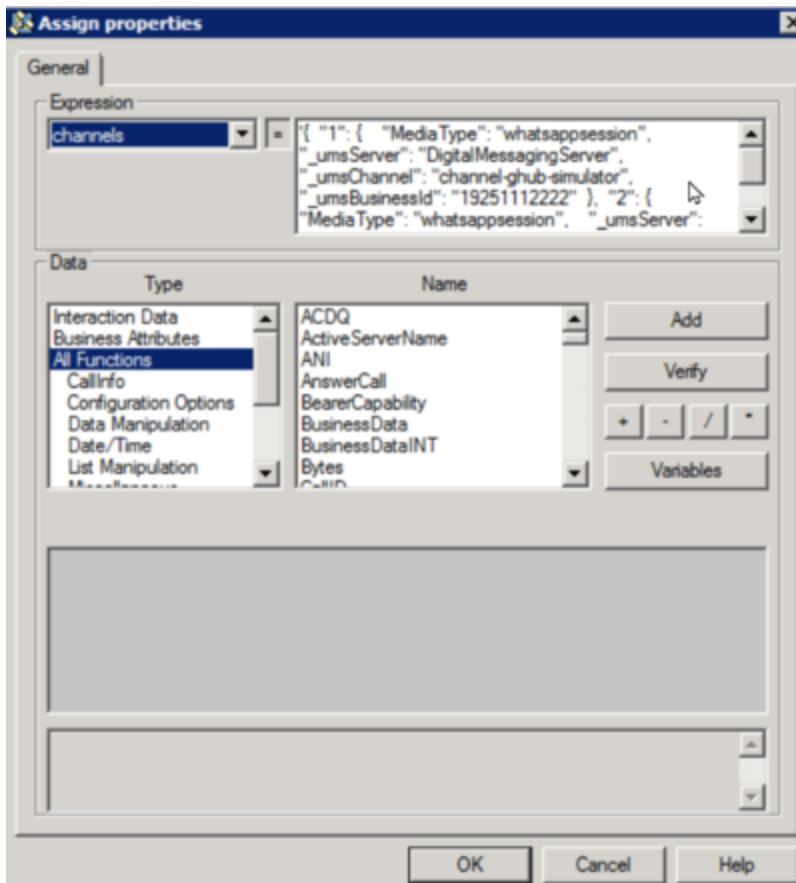 Assign properties
General
Expression
channels
=
'{ "1": { "MediaType": "whatsappsession",
"_umsServer": "DigitalMessagingServer",
"_umsChannel": "channel-ghub-simulator",
"_umsBusinessId": "19251112222" }, "2": {
"MediaType": "whatsappsession", "_umsServer":
Data
Type
Name
Interaction Data
Business Attributes
All Functions
CallInfo
Configuration Options
Data Manipulation
Date/Time
List Manipulation
Miscellaneous
ACDQ
ActiveServerName
ANI
AnswerCall
BearerCapability
BusinessData
BusinessDataINT
Bytes
CallID
Add
Verify
+ - / *
Variables
OK
Cancel
Help